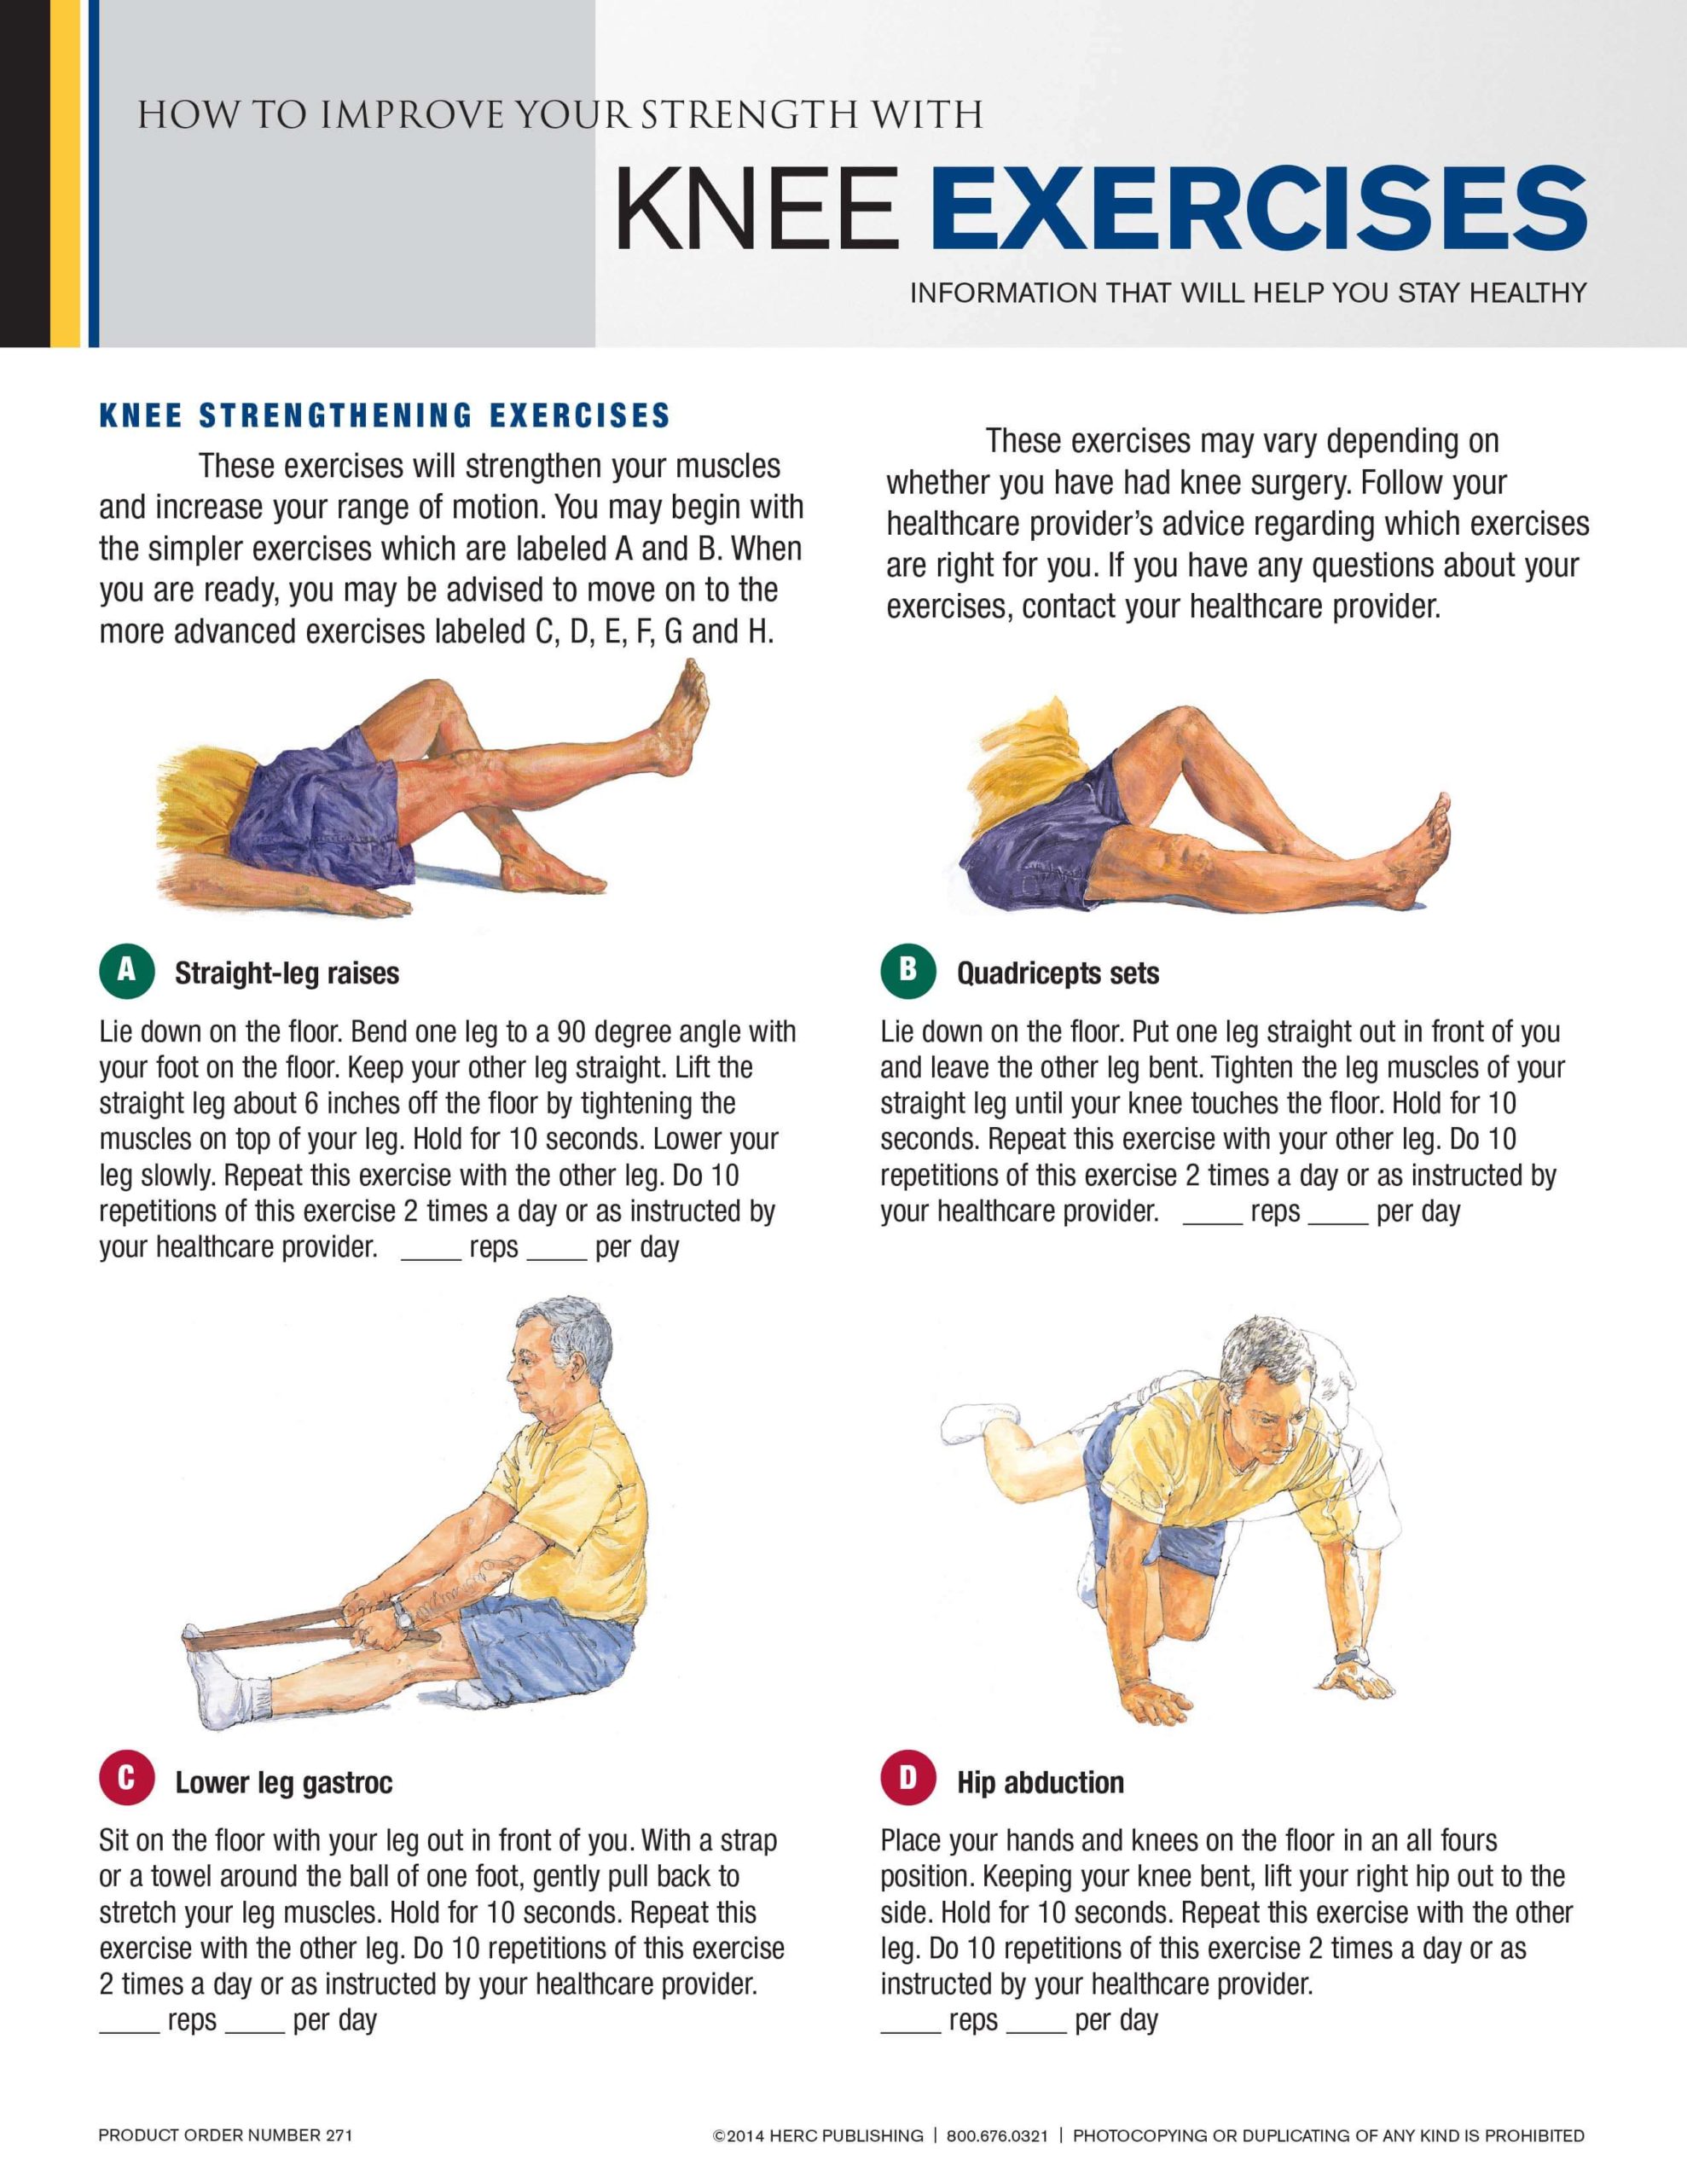 HOW TO IMPROVE YOUR STRENGTH WITH
KNEE EXERCISES
INFORMATION THAT WILL HELP YOU STAY HEALTHY
KNEE STRENGTHENING EXERCISES
These exercises will strengthen your muscles
and increase your range of motion. You may begin with
the simpler exercises which are labeled A and B. When
you are ready, you may be advised to move on to the
more advanced exercises labeled C, D, E, F, G and H.
These exercises may vary depending on
whether you have had knee surgery. Follow your
healthcare provider's advice regarding which exercises
are right for you. If you have any questions about your
exercises, contact your healthcare provider.
A Straight-leg raises
Lie down on the floor. Bend one leg to a 90 degree angle with
your foot on the floor. Keep your other leg straight. Lift the
straight leg about 6 inches off the floor by tightening the
muscles on top of your leg. Hold for 10 seconds. Lower your
leg slowly. Repeat this exercise with the other leg. Do 10
repetitions of this exercise 2 times a day or as instructed by
your healthcare provider. ____ reps ____ per day
B Quadricepts sets
Lie down on the floor. Put one leg straight out in front of you
and leave the other leg bent. Tighten the leg muscles of your
straight leg until your knee touches the floor. Hold for 10
seconds. Repeat this exercise with your other leg. Do 10
repetitions of this exercise 2 times a day or as instructed by
your healthcare provider. ____ reps ____ per day
C Lower leg gastroc
Sit on the floor with your leg out in front of you. With a strap
or a towel around the ball of one foot, gently pull back to
stretch your leg muscles. Hold for 10 seconds. Repeat this
exercise with the other leg. Do 10 repetitions of this exercise
2 times a day or as instructed by your healthcare provider.
____ reps ____ per day
D Hip abduction
Place your hands and knees on the floor in an all fours
position. Keeping your knee bent, lift your right hip out to the
side. Hold for 10 seconds. Repeat this exercise with the other
leg. Do 10 repetitions of this exercise 2 times a day or as
instructed by your healthcare provider.
____ reps ____ per day
PRODUCT ORDER NUMBER 271
©2014 HERC PUBLISHING | 800.676.0321 | PHOTOCOPYING OR DUPLICATING OF ANY KIND IS PROHIBITED